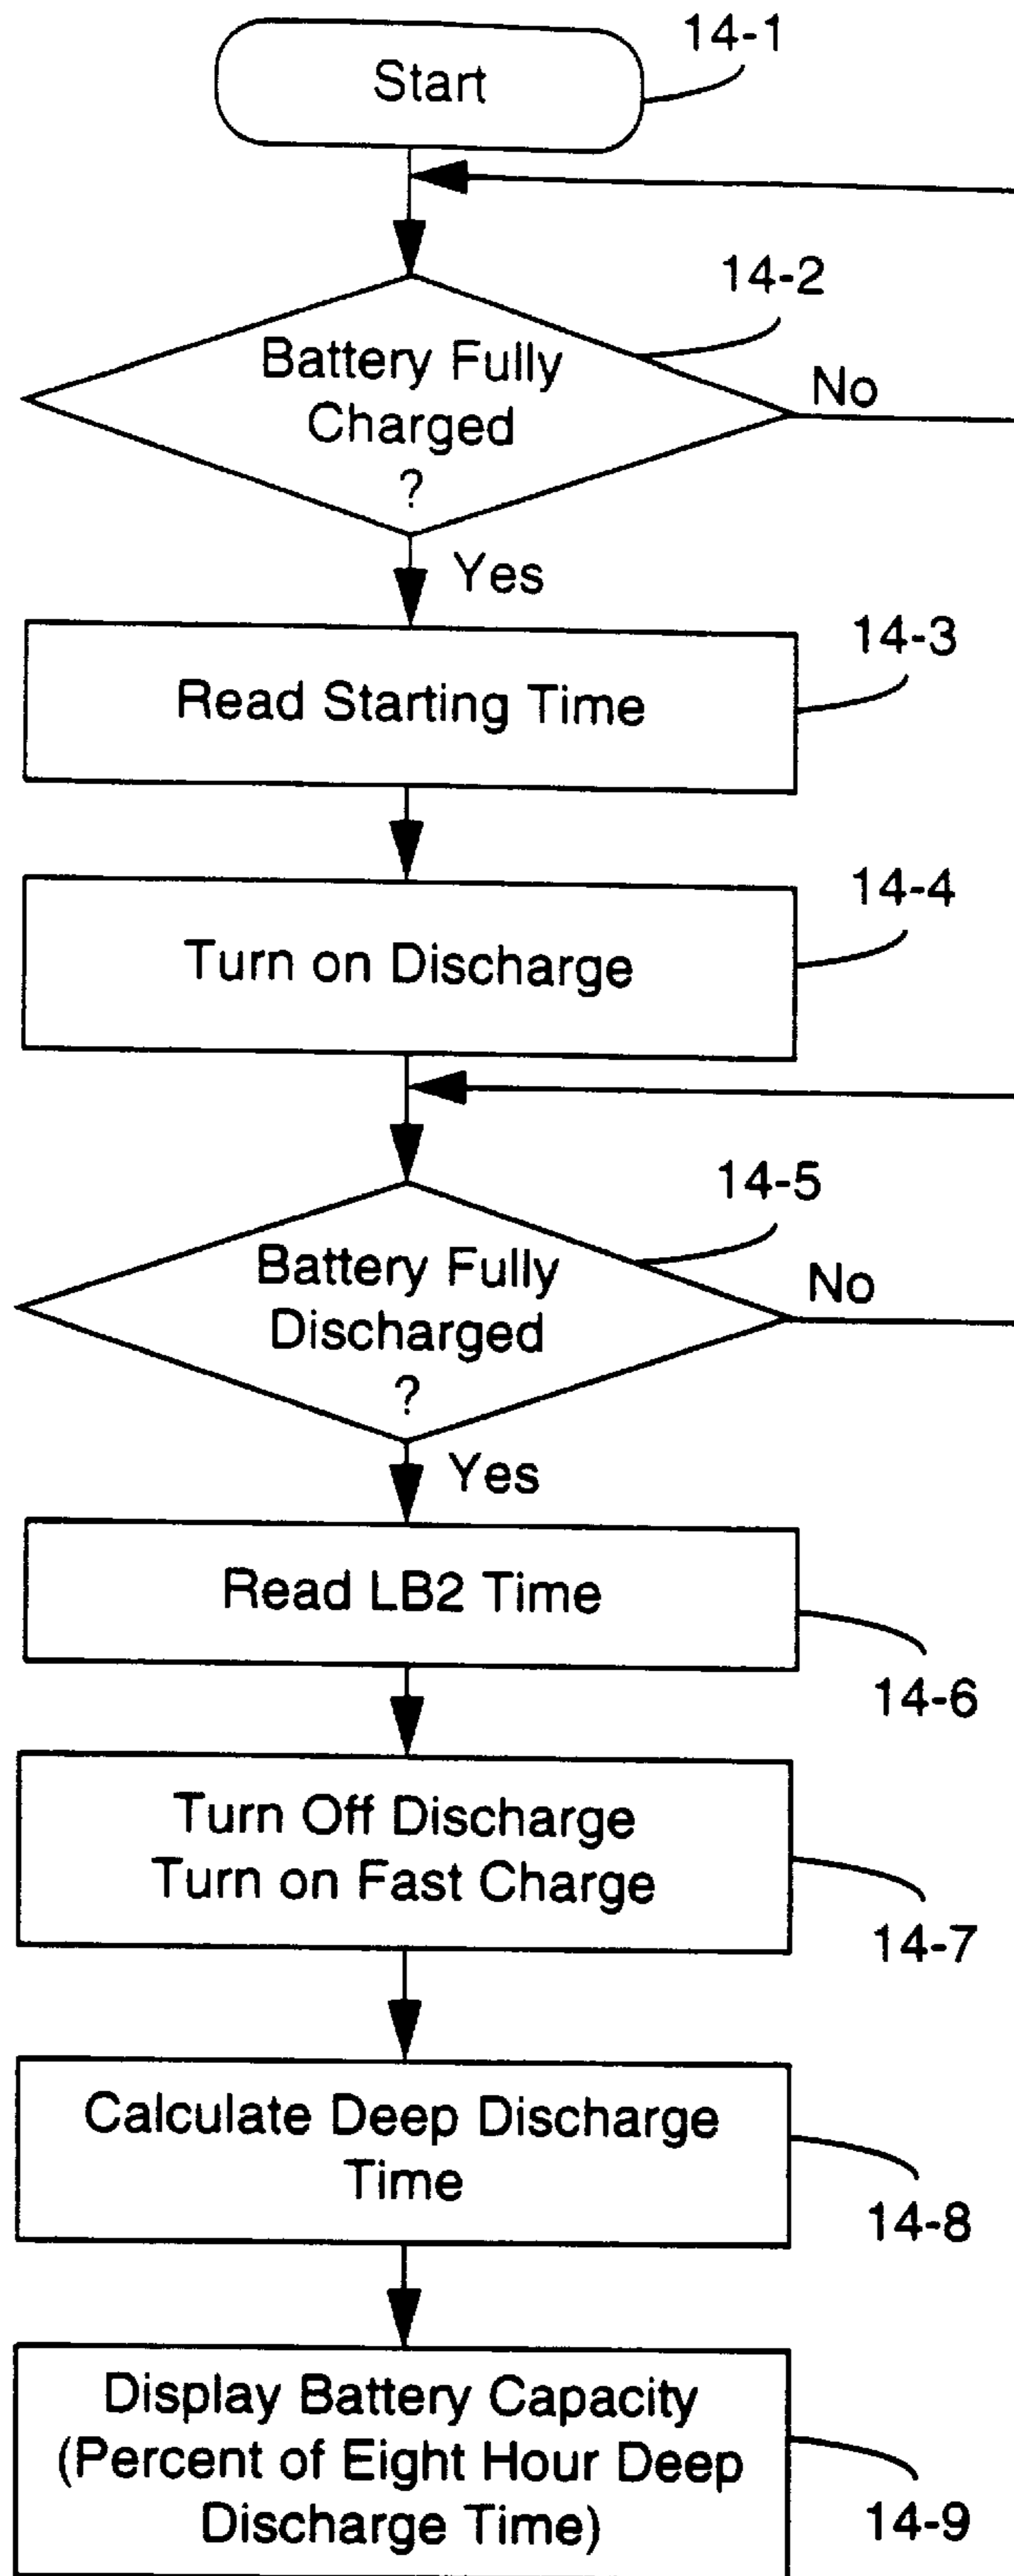 14-1
Start
14-2
Battery Fully
Charged
?
No
Yes
14-3
Read Starting Time
14-4
Turn on Discharge
14-5
Battery Fully
Discharged
?
No
Yes
Read LB2 Time
14-6
Turn Off Discharge
Turn on Fast Charge
14-7
Calculate Deep Discharge
Time
14-8
Display Battery Capacity
(Percent of Eight Hour Deep
Discharge Time)
14-9